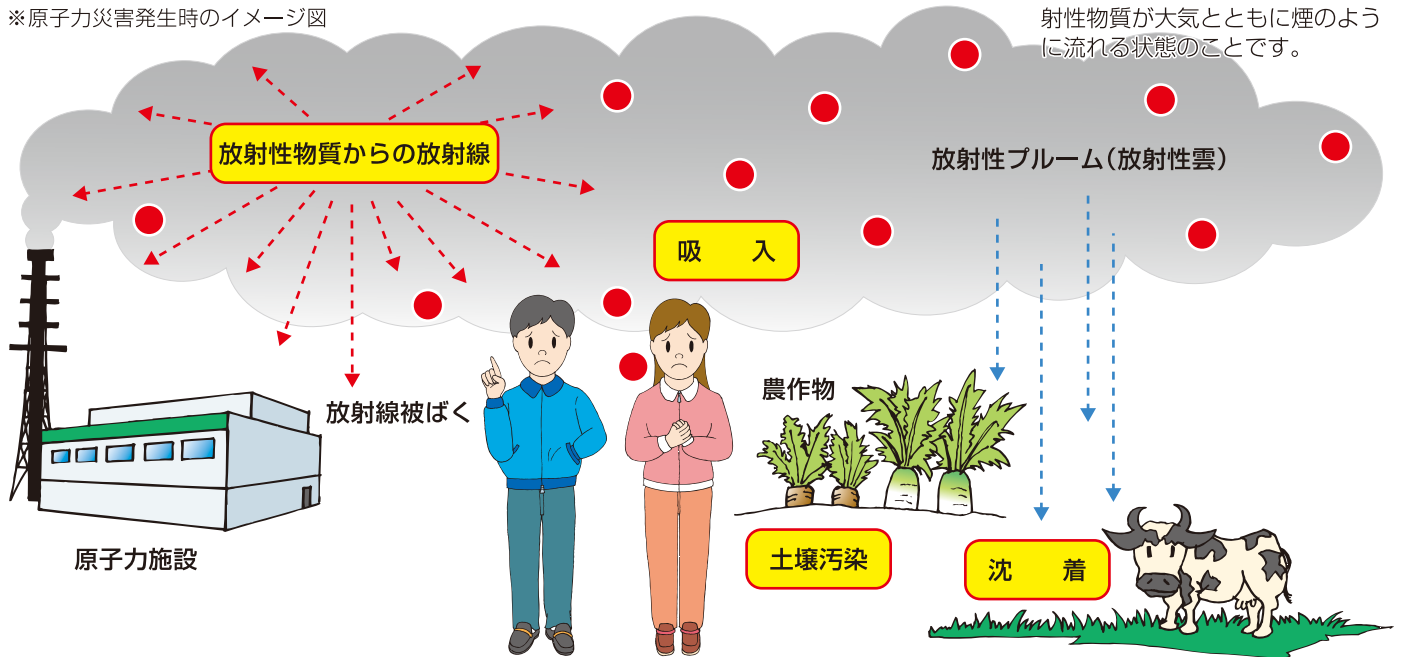 ※原子力災害発生時のイメージ図
射性物質が大気とともに煙のよう
に流れる状態のことです。
放射性物質からの放射線
放射性プルーム(放射性雲)
吸　入
農作物
放射線被ばく
土壌汚染
沈　着
原子力施設